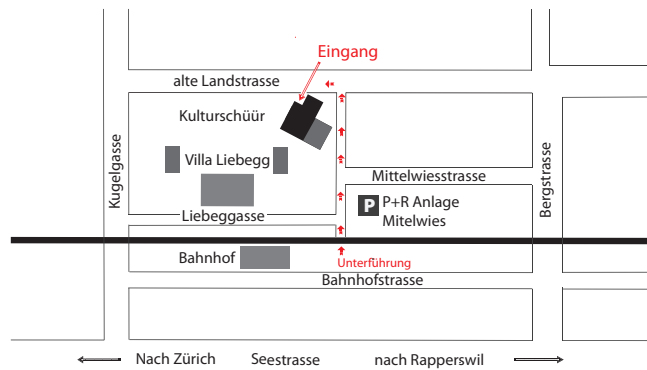 Eingang
alte Landstrasse
Kulturschüür
Kugelgasse
Villa Liebegg
Mittelwiesstrasse
Bergstrasse
P P+R Anlage
Mitelwies
Liebeggasse
Bahnhof
Unterführung
Bahnhofstrasse
Nach Zürich Seestrasse nach Rapperswil